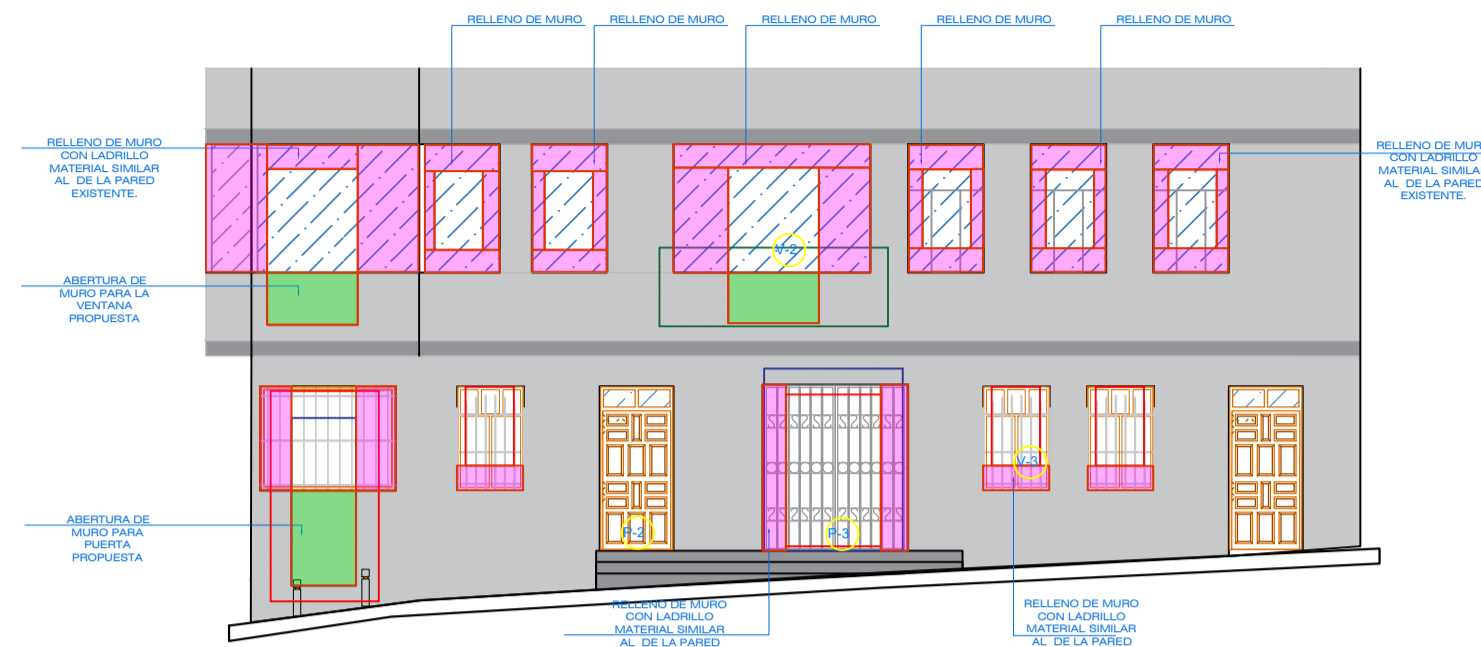 RELLENO DE MURO
RELLENO DE MURO
RELLENO DE MURO
RELLENO DE MURO
RELLENO DE MURO
RELLENO DE MURO
CON LADRILLO
MATERIAL SIMILAR
AL DE LA PARED
EXISTENTE.
RELLENO DE MUR
CON LADRILLO
MATERIAL SIMILA
AL DE LA PARED
EXISTENTE.
V-2
ABERTURA DE
MURO PARA LA
VENTANA
PROPUESTA
V-3
ABERTURA DE
MURO PARA
PUERTA
PROPUESTA
P-2
P-3
RELLENO DE MURO
CON LADRILLO
MATERIAL SIMILAR
AL DE LA PARED
RELLENO DE MURO
CON LADRILLO
MATERIAL SIMILAR
AL DE LA PARED